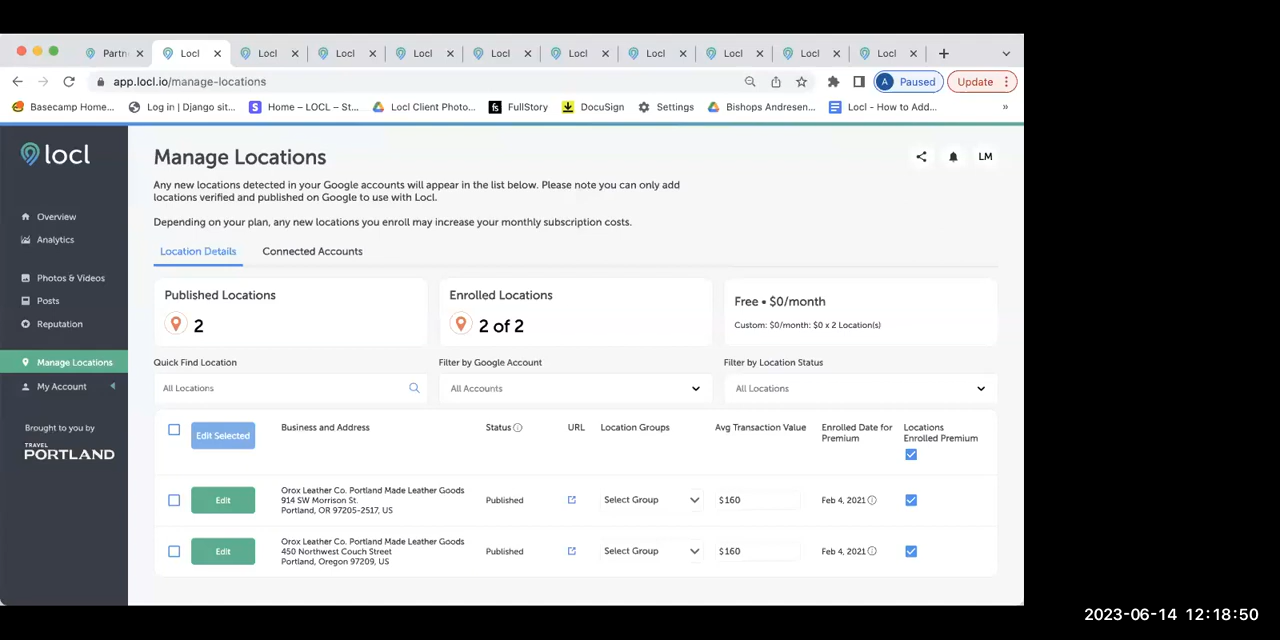 Partn
Locl
Locl
Locl
Locl
Locl
Locl
Locl
Locl
Locl
Locl
app.locl.io/manage-locations
A Paused
Update
Basecamp Home...
Log in | Django sit...
S Home – LOCL – St...
Locl Client Photo...
fs FullStory
DocuSign
Settings
Bishops Andresen...
Locl - How to Add...
»
locl
Overview
Analytics
Photos & Videos
Posts
Reputation
Manage Locations
My Account
Brought to you by
TRAVEL
PORTLAND
Manage Locations
LM
Any new locations detected in your Google accounts will appear in the list below. Please note you can only add
locations verified and published on Google to use with Locl.
Depending on your plan, any new locations you enroll may increase your monthly subscription costs.
Location Details Connected Accounts
Published Locations
2
Enrolled Locations
2 of 2
Free • $0/month
Custom: $0/month: $0 x 2 Location(s)
Quick Find Location
All Locations
Filter by Google Account
All Accounts
Filter by Location Status
All Locations
Edit Selected
Business and Address
Status
URL
Location Groups
Avg Transaction Value
Enrolled Date for
Premium
Locations
Enrolled Premium
Edit
Orox Leather Co. Portland Made Leather Goods
914 SW Morrison St.
Portland, OR 97205-2517, US
Published
Select Group
$160
Feb 4, 2021
Edit
Orox Leather Co. Portland Made Leather Goods
450 Northwest Couch Street
Portland, Oregon 97209, US
Published
Select Group
$160
Feb 4, 2021
2023-06-14 12:18:50